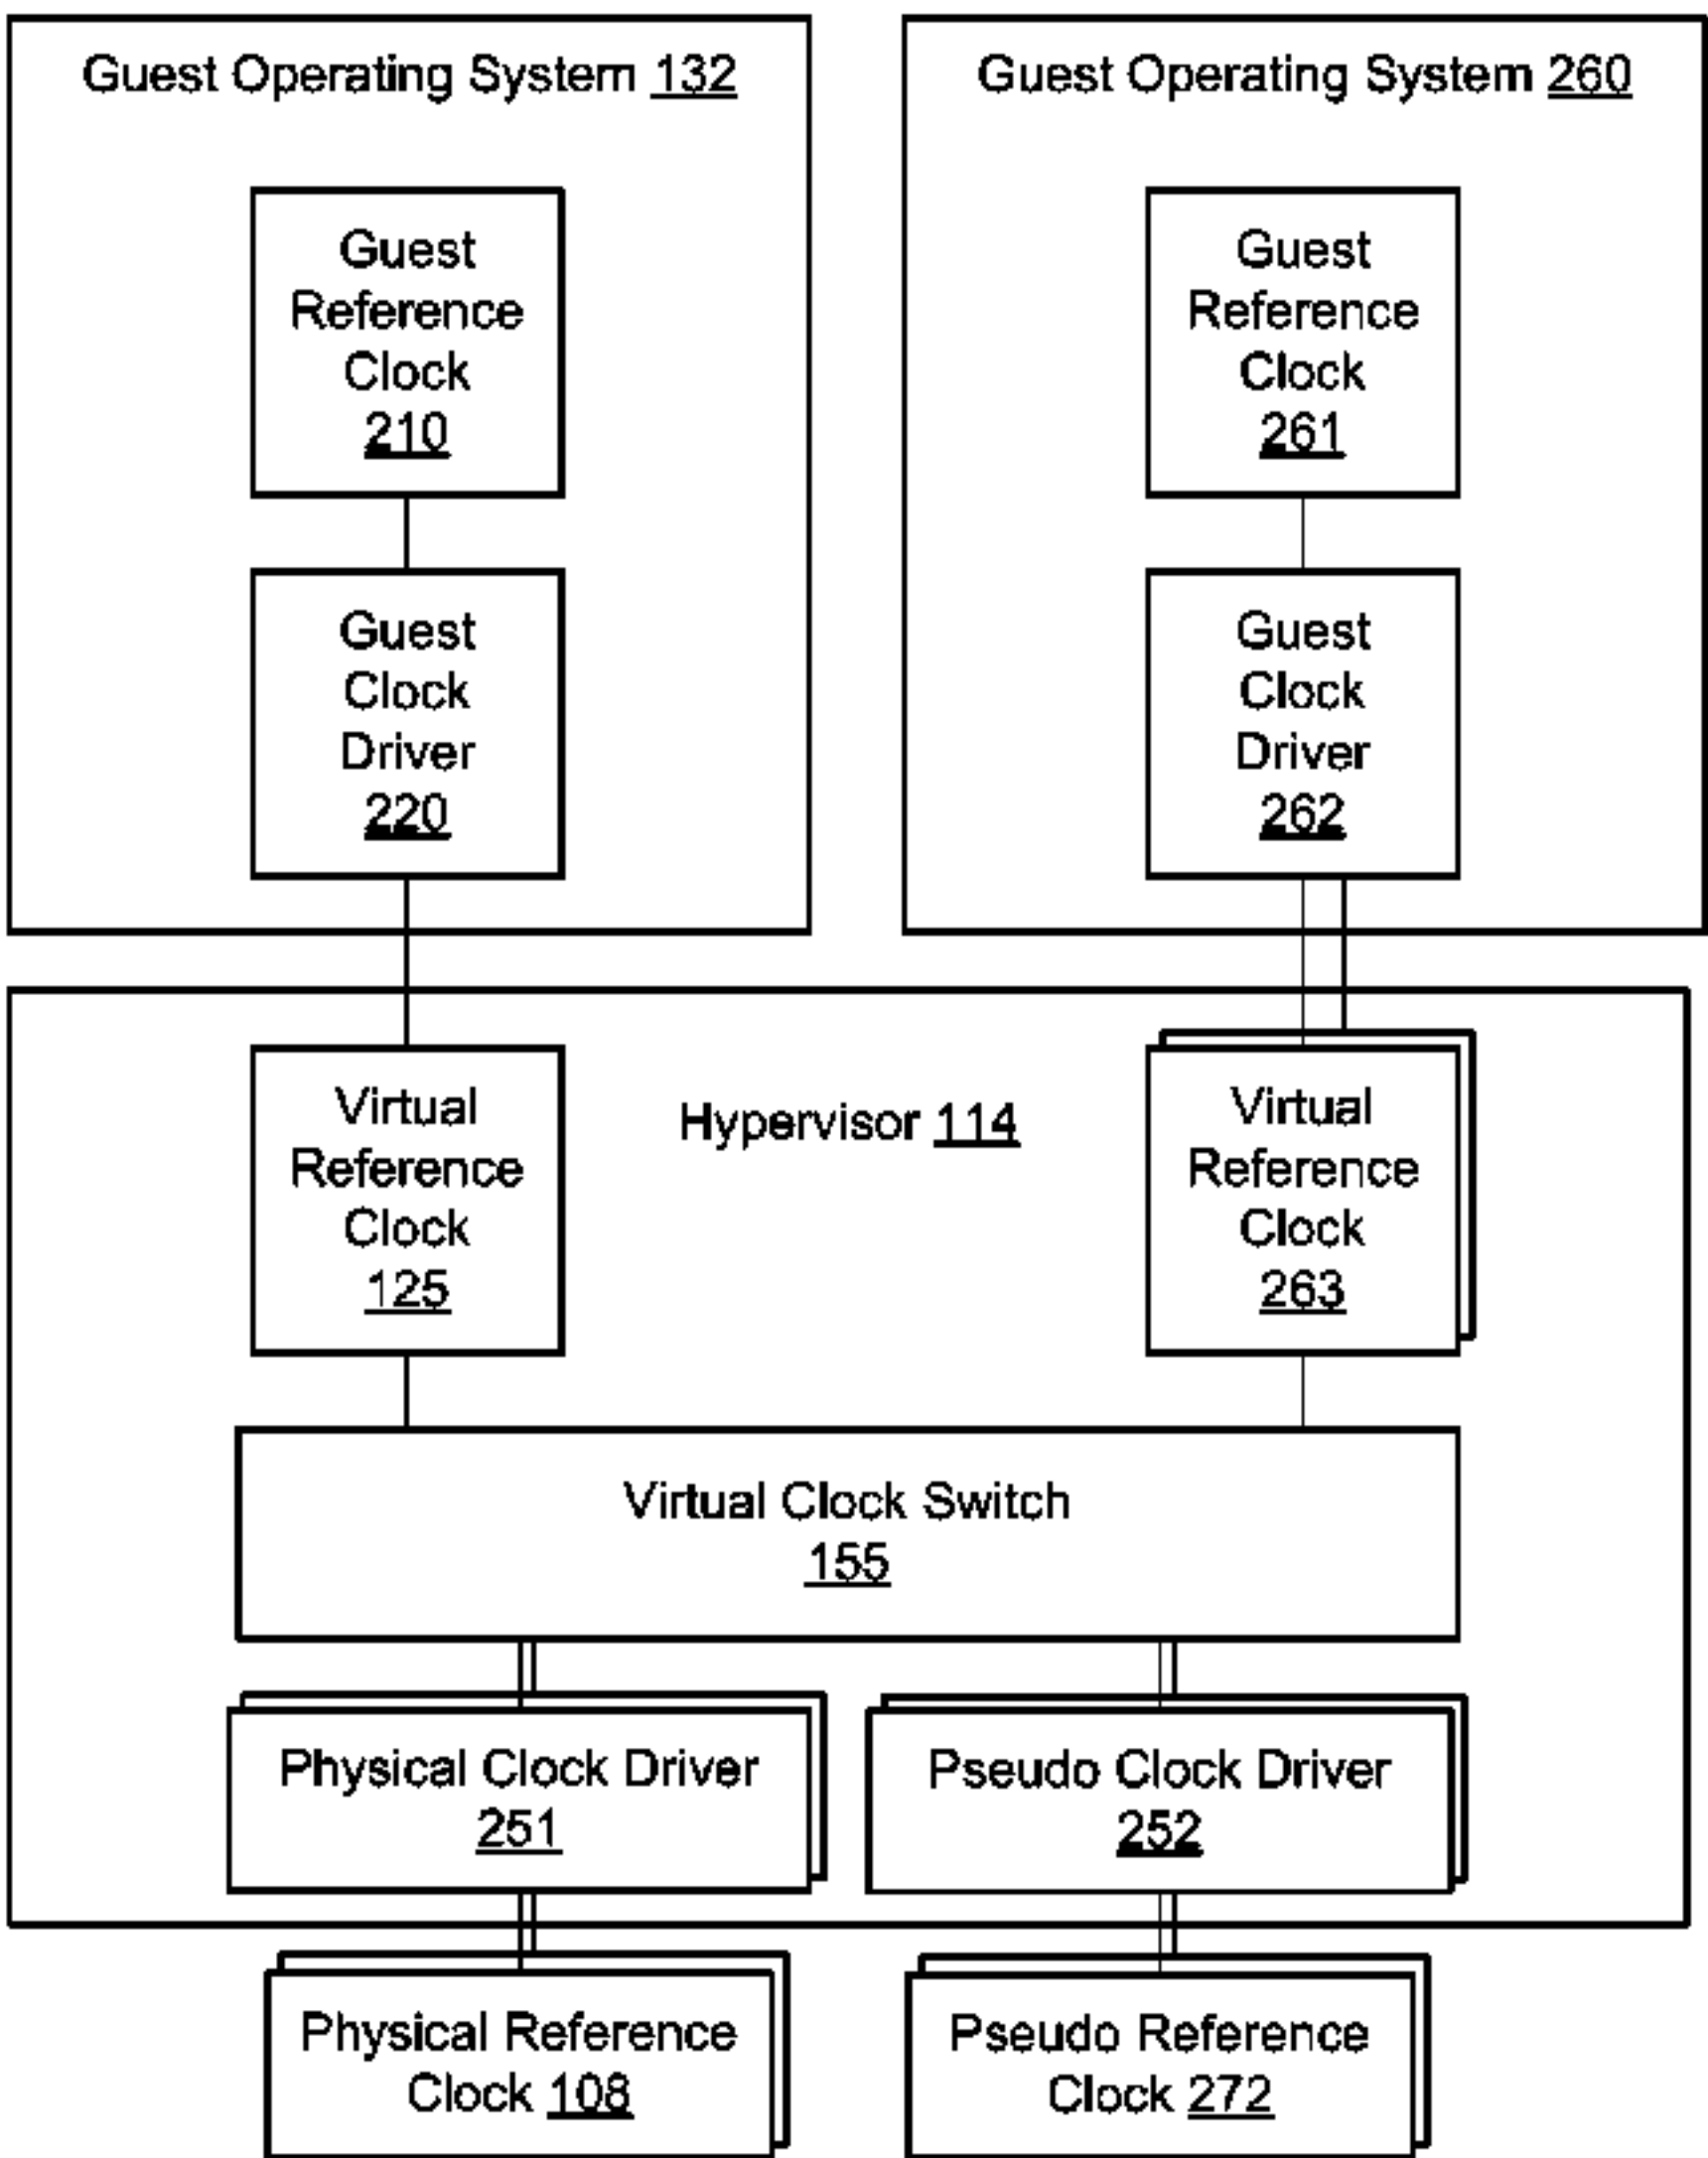 Guest Operating System 132
Guest
Reference
Clock
210
Guest
Clock
Driver
220
Guest Operating System 260
Guest
Reference
Clock
261
Guest
Clock
Driver
262
Virtual
Reference
Clock
125
Hypervisor 114
Virtual
Reference
Clock
263
Virtual Clock Switch
155
Physical Clock Driver
251
Pseudo Clock Driver
252
Physical Reference
Clock 108
Pseudo Reference
Clock 272